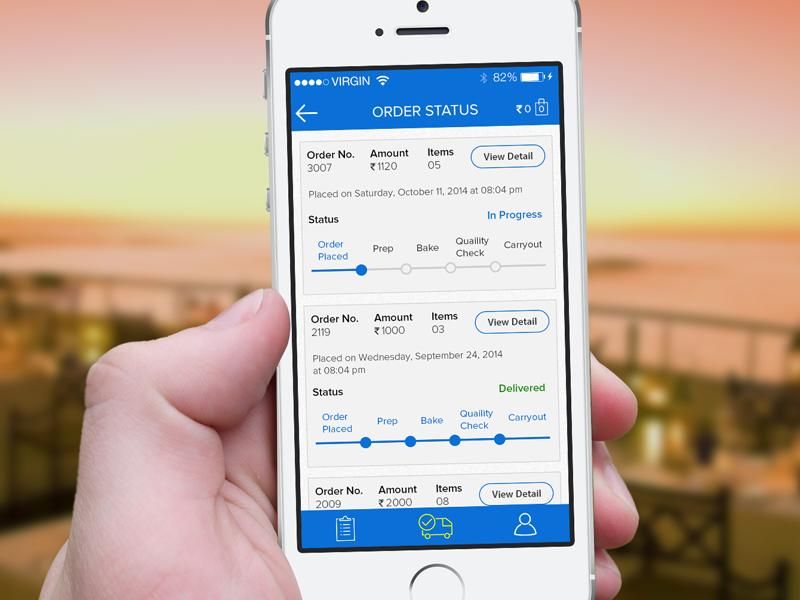 VIRGIN 82%
ORDER STATUS ₹ 0 0
Order No. Amount Items View Detail
3007 ₹ 1120 05
Placed on Saturday, October 11, 2014 at 08:04 pm
Status In Progress
Order Placed Prep Bake Quaility Check Carryout
Order No. Amount Items View Detail
2119 ₹ 1000 03
Placed on Wednesday, September 24, 2014
at 08:04 pm
Status Delivered
Order Placed Prep Bake Quaility Check Carryout
Order No. Amount Items View Detail
2009 ₹ 2000 08